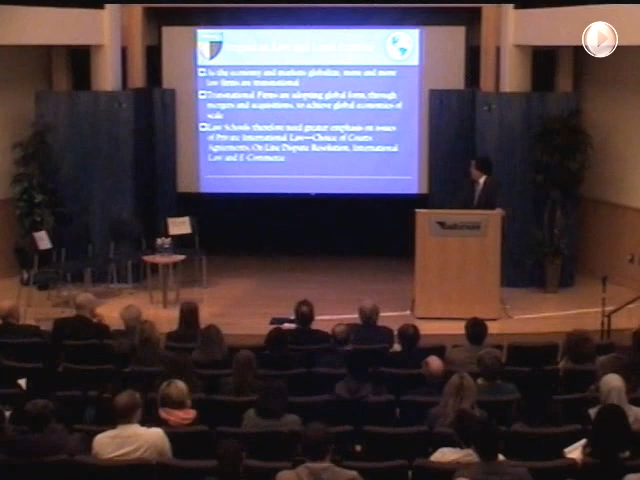 As the economy and markets globalize, more and more
law firms are transnational
Transnational Firms are adopting global form, through
mergers and acquisitions, to achieve global economies of
scale
Law Schools therefore need greater emphasis on issues
of Private International Law—Choice of Courts
Agreements, On Line Dispute Resolution, International
Law and E-Commerce